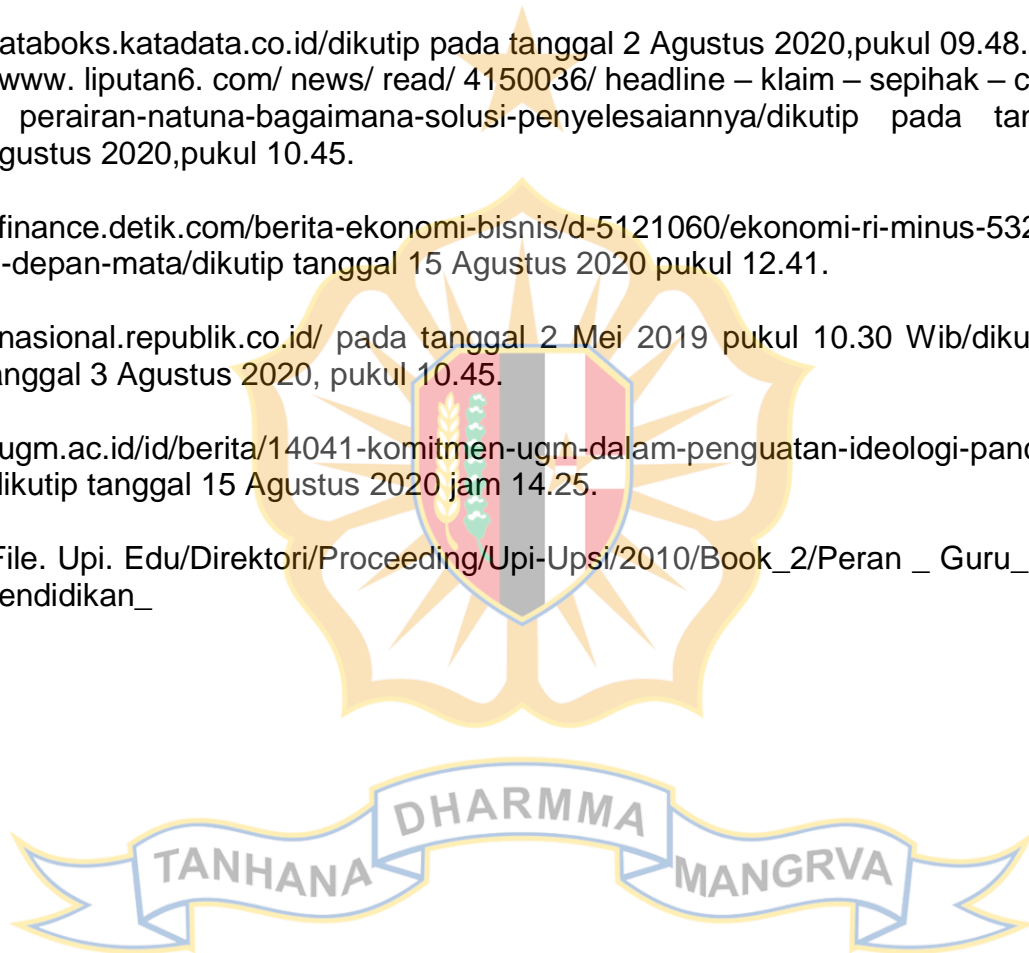 ataboks.katadata.co.id/dikutip pada tanggal 2 Agustus 2020,pukul 09.48.
www. liputan6. com/ news/ read/ 4150036/ headline – klaim – sepihak – c
perairan-natuna-bagaimana-solusi-penyelesaiannya/dikutip pada tan
gustus 2020,pukul 10.45.
finance.detik.com/berita-ekonomi-bisnis/d-5121060/ekonomi-ri-minus-532
-depan-mata/dikutip tanggal 15 Agustus 2020 pukul 12.41.
nasional.republik.co.id/ pada tanggal 2 Mei 2019 pukul 10.30 Wib/diku
anggal 3 Agustus 2020, pukul 10.45.
ugm.ac.id/id/berita/14041-komitmen-ugm-dalam-penguatan-ideologi-panc
dikutip tanggal 15 Agustus 2020 jam 14.25.
File. Upi. Edu/Direktori/Proceeding/Upi-Upsi/2010/Book_2/Peran _ Guru_
endidikan_
TANHANA DHARMMA MANGRVA